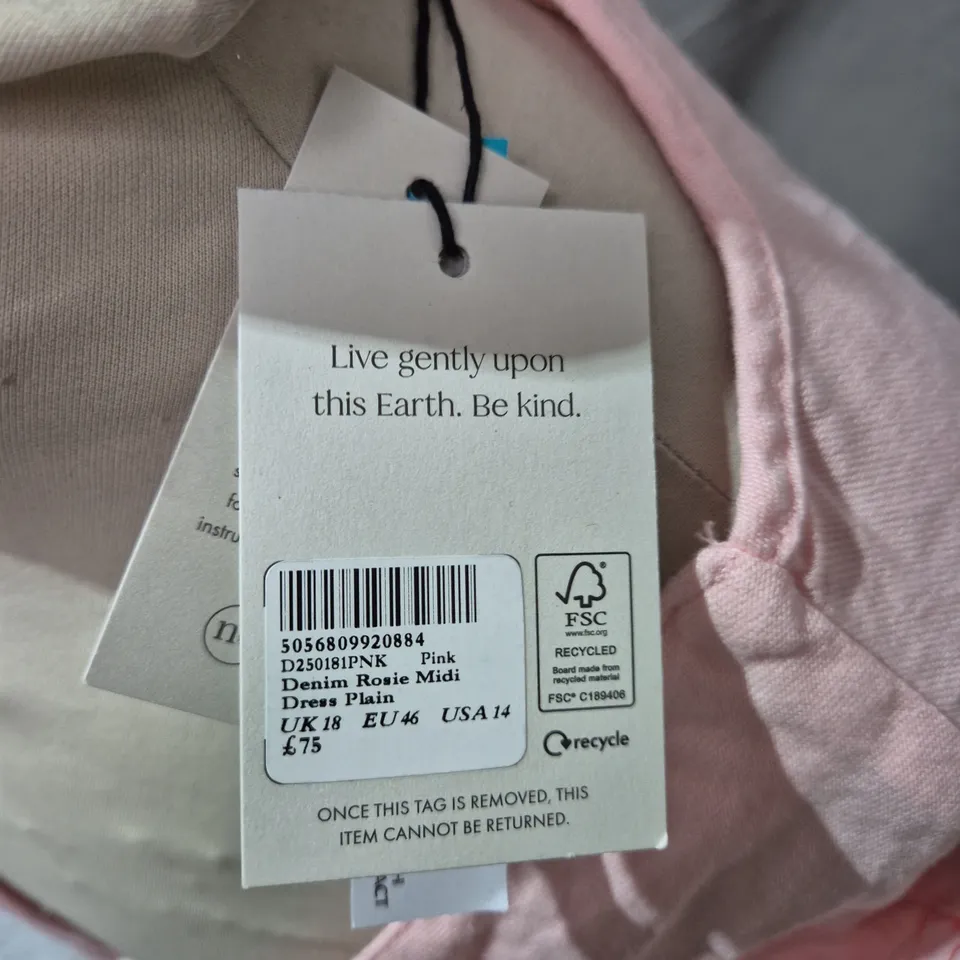 Live gently upon
this Earth. Be kind.
5056809920884
D250181PNK Pink
Denim Rosie Midi
Dress Plain
UK 18 EU 46 USA 14
£75
FSC
www.fsc.org
RECYCLED
Board made from
recycled material
FSC® C189406
recycle
ONCE THIS TAG IS REMOVED, THIS
ITEM CANNOT BE RETURNED.